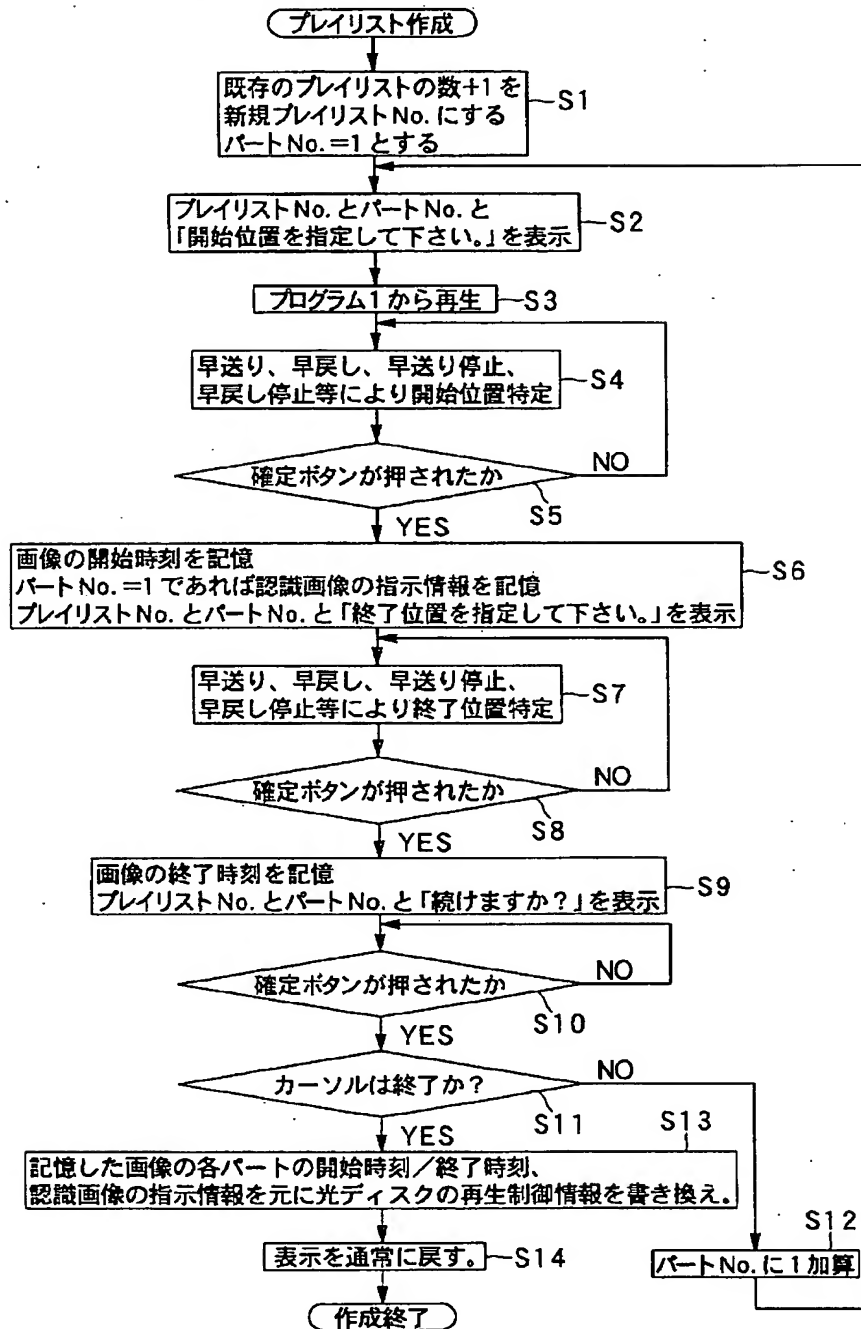 プレイリスト作成
既存のプレイリストの数+1を
新規プレイリストNo.にする
パートNo.=1とする
S1
プレイリストNo.とパートNo.と
「開始位置を指定して下さい。」を表示
S2
プログラム1から再生
S3
早送り、早戻し、早送り停止、
早戻し停止等により開始位置特定
S4
確定ボタンが押されたか
NO
S5
YES
画像の開始時刻を記憶
パートNo.=1であれば認識画像の指示情報を記憶
プレイリストNo.とパートNo.と「終了位置を指定して下さい。」を表示
S6
早送り、早戻し、早送り停止、
早戻し停止等により終了位置特定
S7
確定ボタンが押されたか
NO
S8
YES
画像の終了時刻を記憶
プレイリストNo.とパートNo.と「続けますか?」を表示
S9
確定ボタンが押されたか
NO
S10
YES
カーソルは終了か?
NO
S11
YES
S13
記憶した画像の各パートの開始時刻/終了時刻、
認識画像の指示情報を元に光ディスクの再生制御情報を書き換え。
S12
パートNo.に1加算
表示を通常に戻す。
S14
作成終了